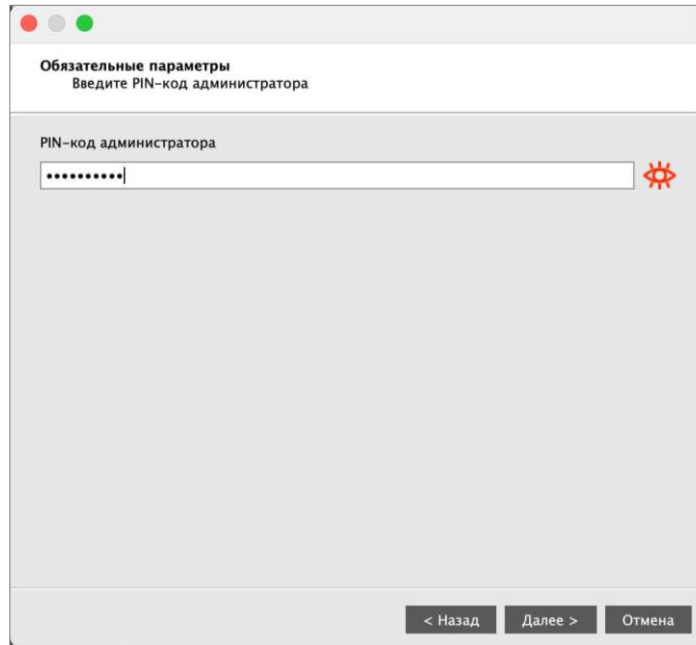 Обязательные параметры
Введите PIN-код администратора
PIN-код администратора
••••••••••
< Назад
Далее >
Отмена